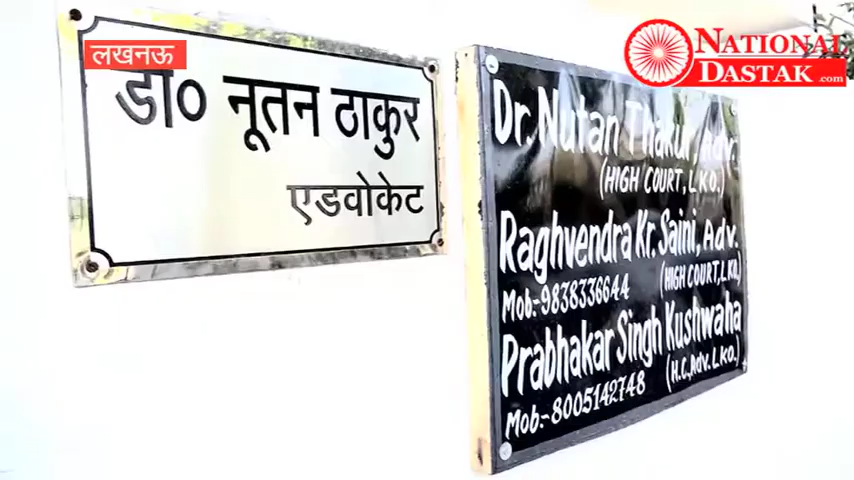 लखनऊ
डॉ० नूतन ठाकुर
एडवोकेट
NATIONAL
DASTAK.com
Dr. Nutan Thakur, Adv.
(HIGH COURT, LKO.)
Raghvendra Kr. Saini, Adv.
(HIGH COURT, LKO.)
Mob:-9838336644
Prabhakar Singh Kushwaha
(H.C., Adv. LKO.)
Mob:-8005142748